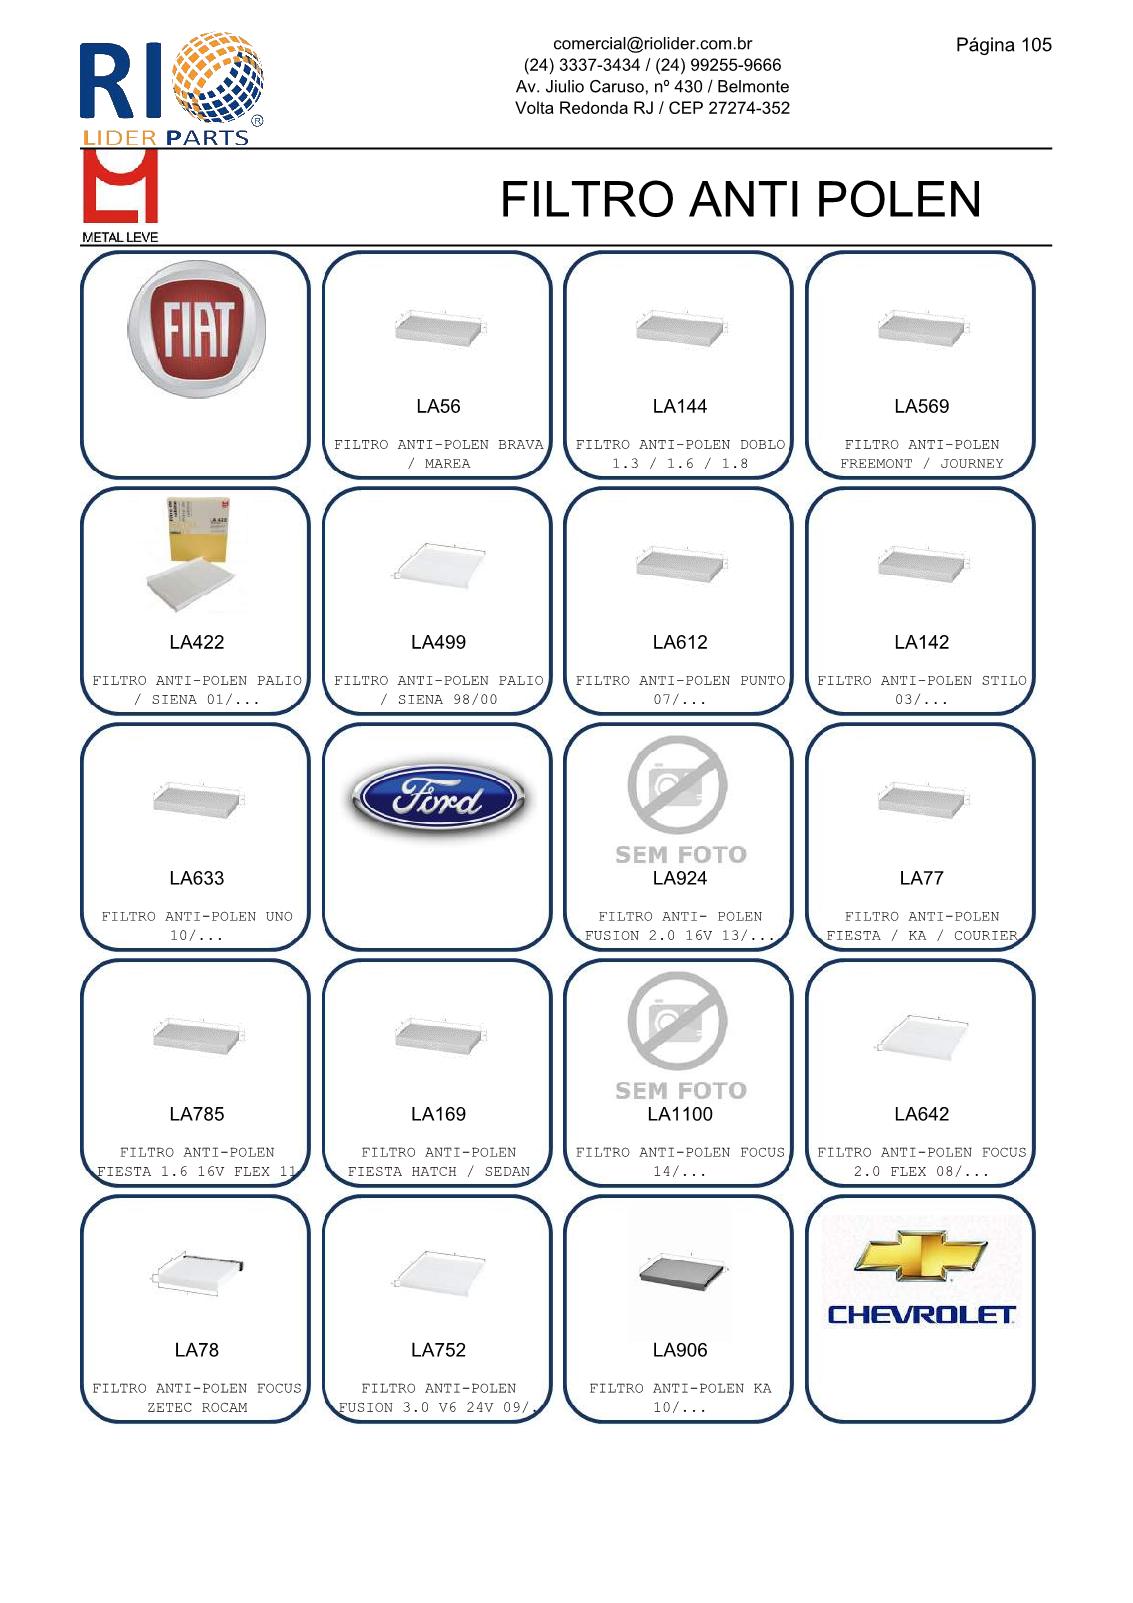 RIO
LIDER PARTS
®
comercial@riolider.com.br
(24) 3337-3434 / (24) 99255-9666
Av. Jiulio Caruso, nº 430 / Belmonte
Volta Redonda RJ / CEP 27274-352
Página 105
METAL LEVE
FILTRO ANTI POLEN
FIAT
LA56
FILTRO ANTI-POLEN BRAVA
/ MAREA
LA144
FILTRO ANTI-POLEN DOBLO
1.3 / 1.6 / 1.8
LA569
FILTRO ANTI-POLEN
FREEMONT / JOURNEY
LA422
FILTRO ANTI-POLEN PALIO
/ SIENA 01/...
LA499
FILTRO ANTI-POLEN PALIO
/ SIENA 98/00
LA612
FILTRO ANTI-POLEN PUNTO
07/...
LA142
FILTRO ANTI-POLEN STILO
03/...
LA633
FILTRO ANTI-POLEN UNO
10/...
Ford
SEM FOTO
LA924
FILTRO ANTI- POLEN
FUSION 2.0 16V 13/...
LA77
FILTRO ANTI-POLEN
FIESTA / KA / COURIER
LA785
FILTRO ANTI-POLEN
FIESTA 1.6 16V FLEX 11
LA169
FILTRO ANTI-POLEN
FIESTA HATCH / SEDAN
SEM FOTO
LA1100
FILTRO ANTI-POLEN FOCUS
14/...
LA642
FILTRO ANTI-POLEN FOCUS
2.0 FLEX 08/...
LA78
FILTRO ANTI-POLEN FOCUS
ZETEC ROCAM
LA752
FILTRO ANTI-POLEN
FUSION 3.0 V6 24V 09/.
LA906
FILTRO ANTI-POLEN KA
10/...
CHEVROLET